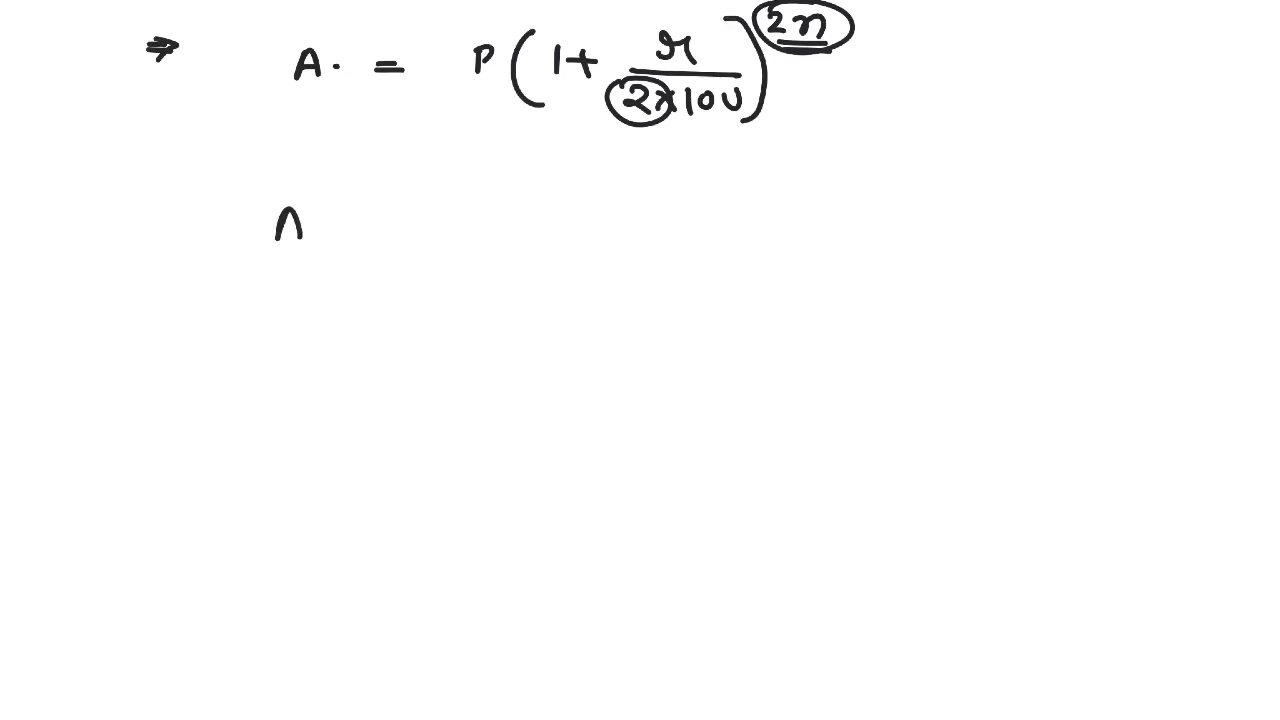 ⇒ A. = P(1+ r/(2×100))^2n